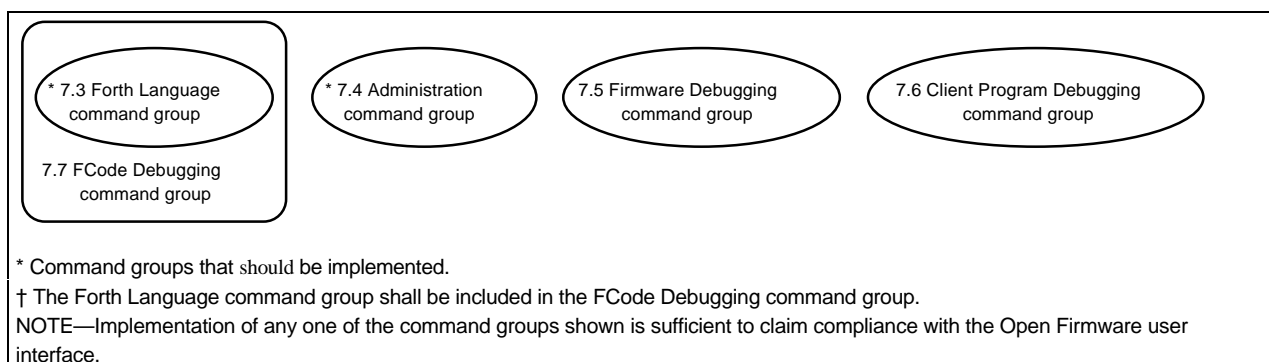 * 7.3 Forth Language
command group
7.7 FCode Debugging
command group
* 7.4 Administration
command group
7.5 Firmware Debugging
command group
7.6 Client Program Debugging
command group
* Command groups that should be implemented.
† The Forth Language command group shall be included in the FCode Debugging command group.
NOTE—Implementation of any one of the command groups shown is sufficient to claim compliance with the Open Firmware user
interface.